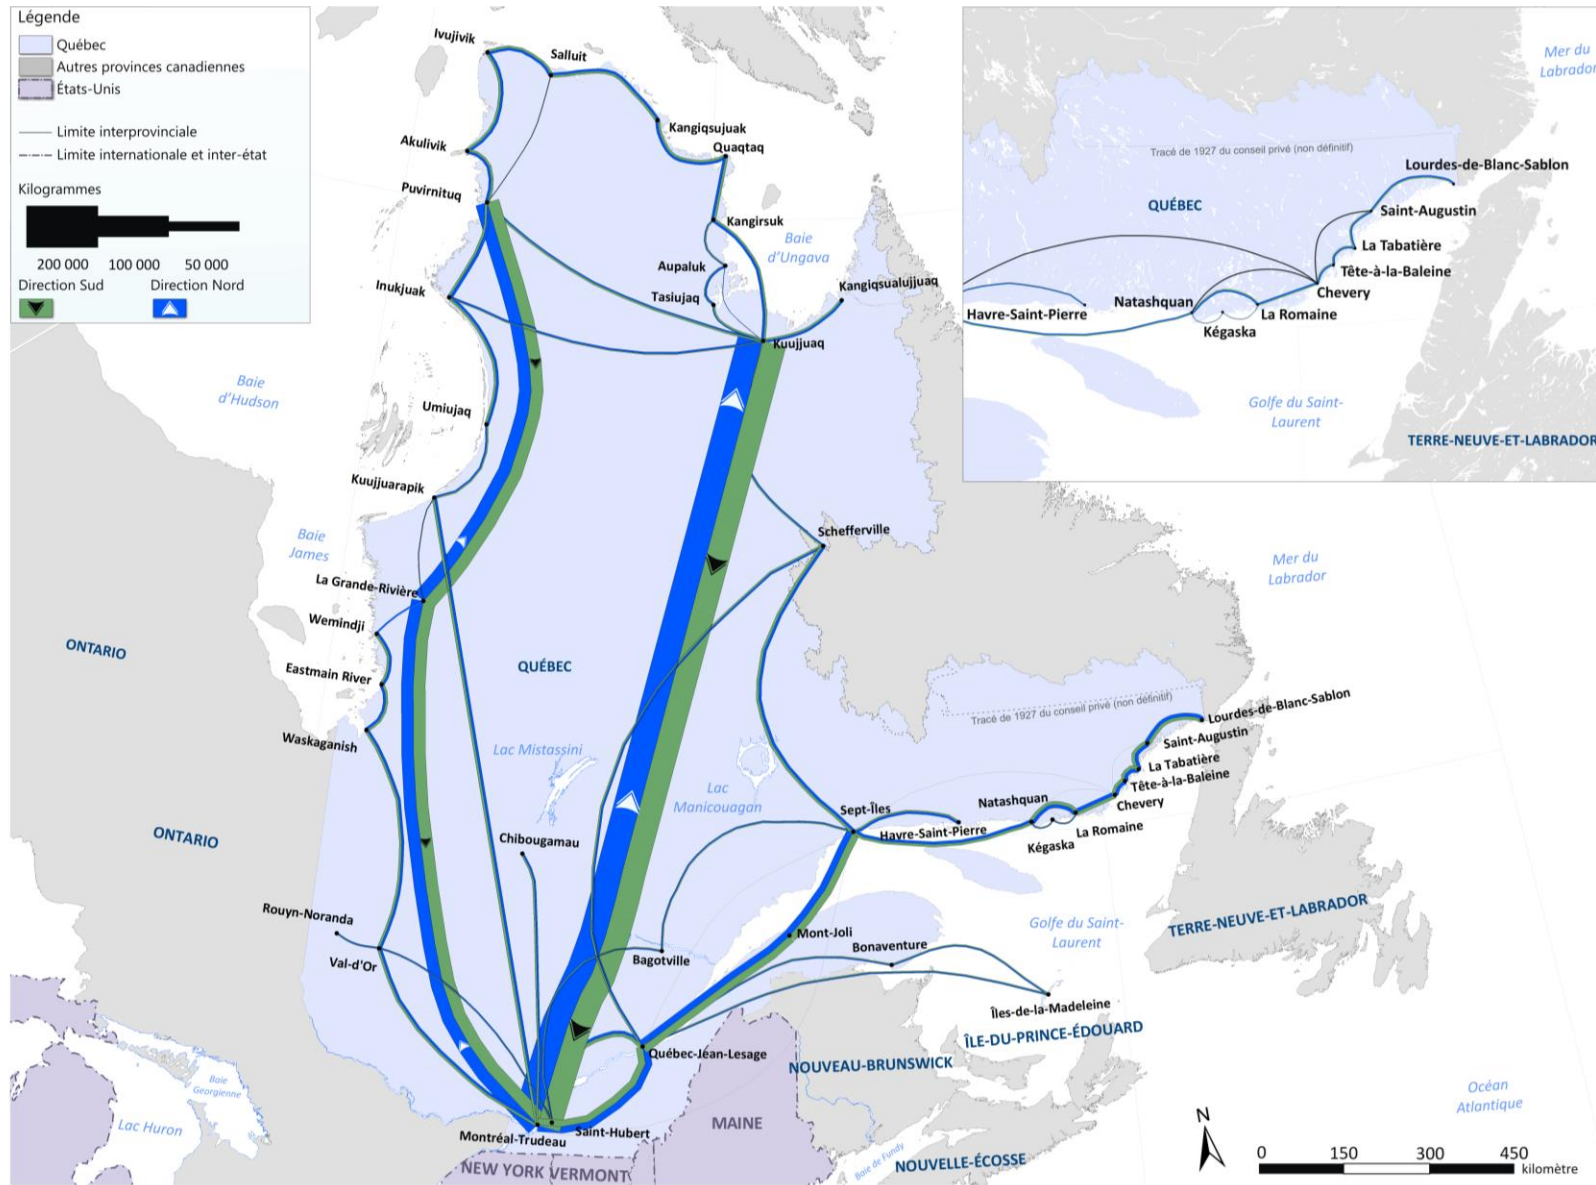 Légende
Québec
Autres provinces canadiennes
États-Unis
Limite interprovinciale
Limite internationale et inter-état
Kilogrammes
200 000
100 000
50 000
Direction Sud
Direction Nord
Ivujivik
Salluit
Akulivik
Kangiqsujuak
Quaqtaq
Puvirnituq
Kangirsuk
Baie
d'Ungava
Aupaluk
Inukjuak
Tasiujaq
Kangiqsualujjuaq
Kuujjuaq
Baie
d'Hudson
Umiujaq
Kuujjuarapik
Schefferville
Baie
James
La Grande-Rivière
Wemindji
ONTARIO
Eastmain River
QUÉBEC
Waskaganish
Lac Mistassini
Lac
Manicouagan
Tracé de 1927 du conseil privé (non définitif)
Lourdes-de-Blanc-Sablon
Saint-Augustin
La Tabatière
Tête-à-la-Baleine
Chevery
Natashquan
La Romaine
Kégaska
Sept-Îles
Havre-Saint-Pierre
ONTARIO
Chibougamau
Rouyn-Noranda
Val-d'Or
Bagotville
Mont-Joli
Bonaventure
Golfe du Saint-
Laurent
TERRE-NEUVE-ET-LABRADOR
Îles-de-la-Madeleine
ÎLE-DU-PRINCE-ÉDOUARD
Québec-Jean-Lesage
NOUVEAU-BRUNSWICK
Baie
Georgienne
Lac Huron
Montréal-Trudeau
Saint-Hubert
MAINE
NEW YORK
VERMONT
Baie de Fundy
NOUVELLE-ÉCOSSE
Océan
Atlantique
Mer du
Labrador
N
0
150
300
450
kilomètre
Mer du
Labrador
Tracé de 1927 du conseil privé (non définitif)
Lourdes-de-Blanc-Sablon
QUÉBEC
Saint-Augustin
La Tabatière
Tête-à-la-Baleine
Chevery
Natashquan
Havre-Saint-Pierre
La Romaine
Kégaska
Golfe du Saint-
Laurent
TERRE-NEUVE-ET-LABRADOR